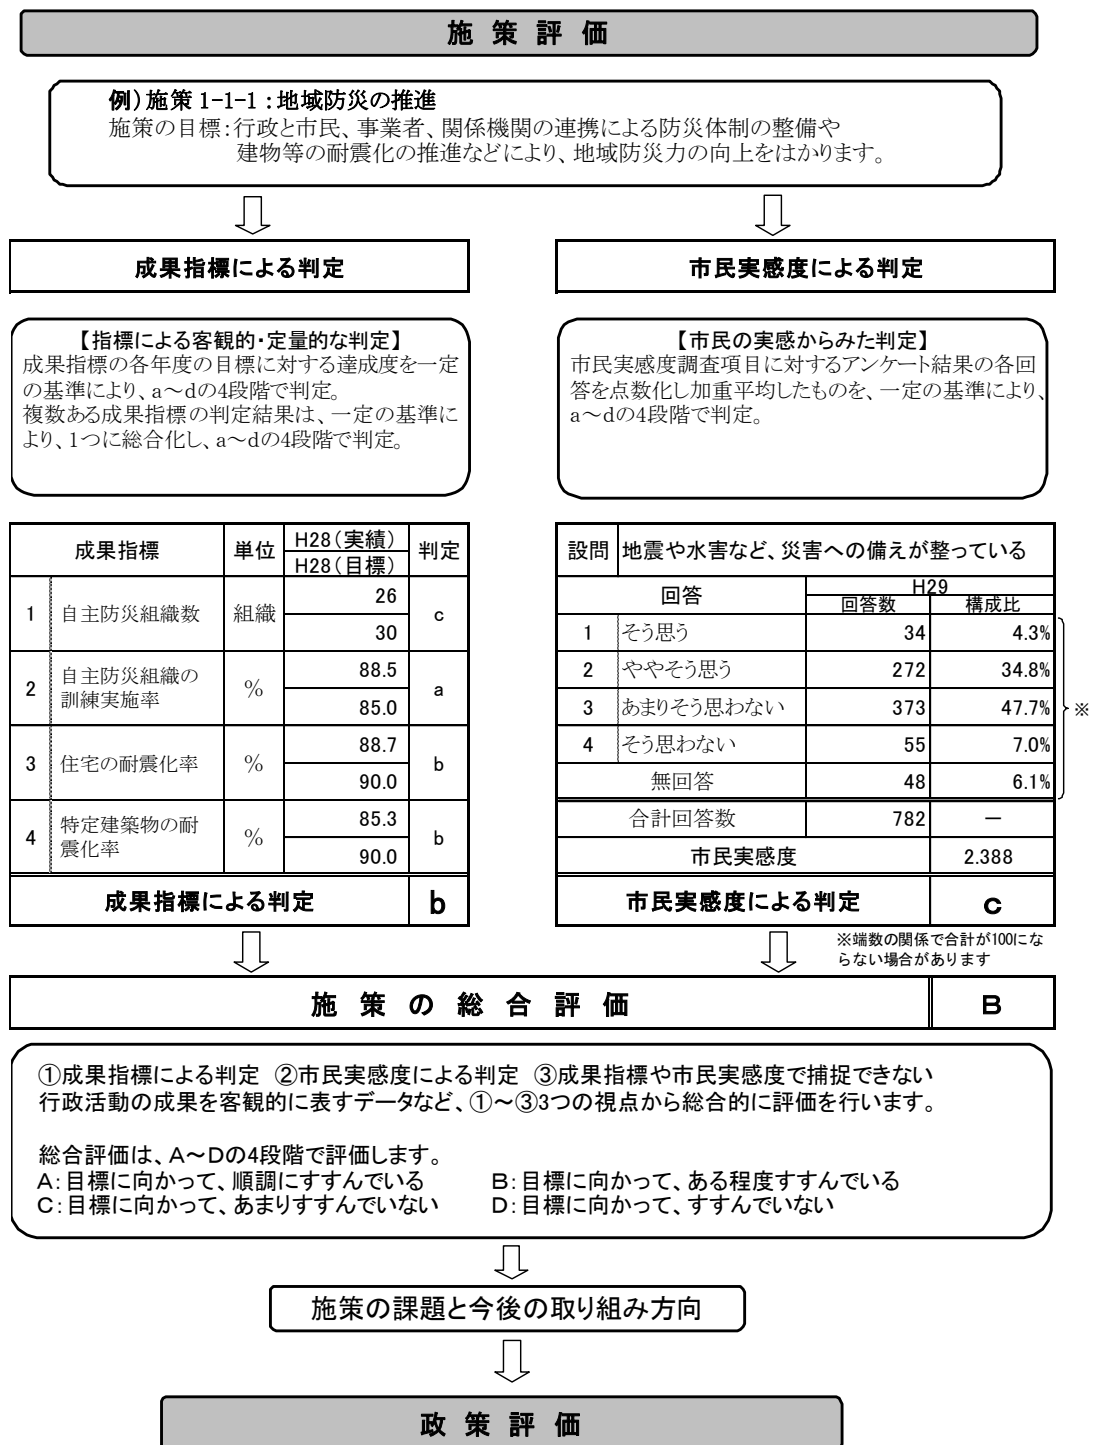 施 策 評 価
例)施策 1-1-1：地域防災の推進
施策の目標：行政と市民、事業者、関係機関の連携による防災体制の整備や
建物等の耐震化の推進などにより、地域防災力の向上をはかります。
成果指標による判定
【指標による客観的・定量的な判定】
成果指標の各年度の目標に対する達成度を一定
の基準により、a～dの4段階で判定。
複数ある成果指標の判定結果は、一定の基準に
より、1つに総合化し、a～dの4段階で判定。
成果指標 単位 H28（実績） 判定
H28（目標）
1 自主防災組織数 組織 26 c
30
2 自主防災組織の
訓練実施率 % 88.5 a
85.0
3 住宅の耐震化率 % 88.7 b
90.0
4 特定建築物の耐
震化率 % 85.3 b
90.0
成果指標による判定 b
市民実感度による判定
【市民の実感からみた判定】
市民実感度調査項目に対するアンケート結果の各回
答を点数化し加重平均したものを、一定の基準により、
a～dの4段階で判定。
設問 地震や水害など、災害への備えが整っている
回答 H29
回答数 構成比
1 そう思う 34 4.3%
2 ややそう思う 272 34.8%
3 あまりそう思わない 373 47.7% ※
4 そう思わない 55 7.0%
無回答 48 6.1%
合計回答数 782 －
市民実感度 2.388
市民実感度による判定 c
※端数の関係で合計が100にな
らない場合があります
施 策 の 総 合 評 価 B
①成果指標による判定 ②市民実感度による判定 ③成果指標や市民実感度で捕捉できない
行政活動の成果を客観的に表すデータなど、①～③3つの視点から総合的に評価を行います。
総合評価は、A～Dの4段階で評価します。
A：目標に向かって、順調にすすんでいる B：目標に向かって、ある程度すすんでいる
C：目標に向かって、あまりすすんでいない D：目標に向かって、すすんでいない
施策の課題と今後の取り組み方向
政 策 評 価